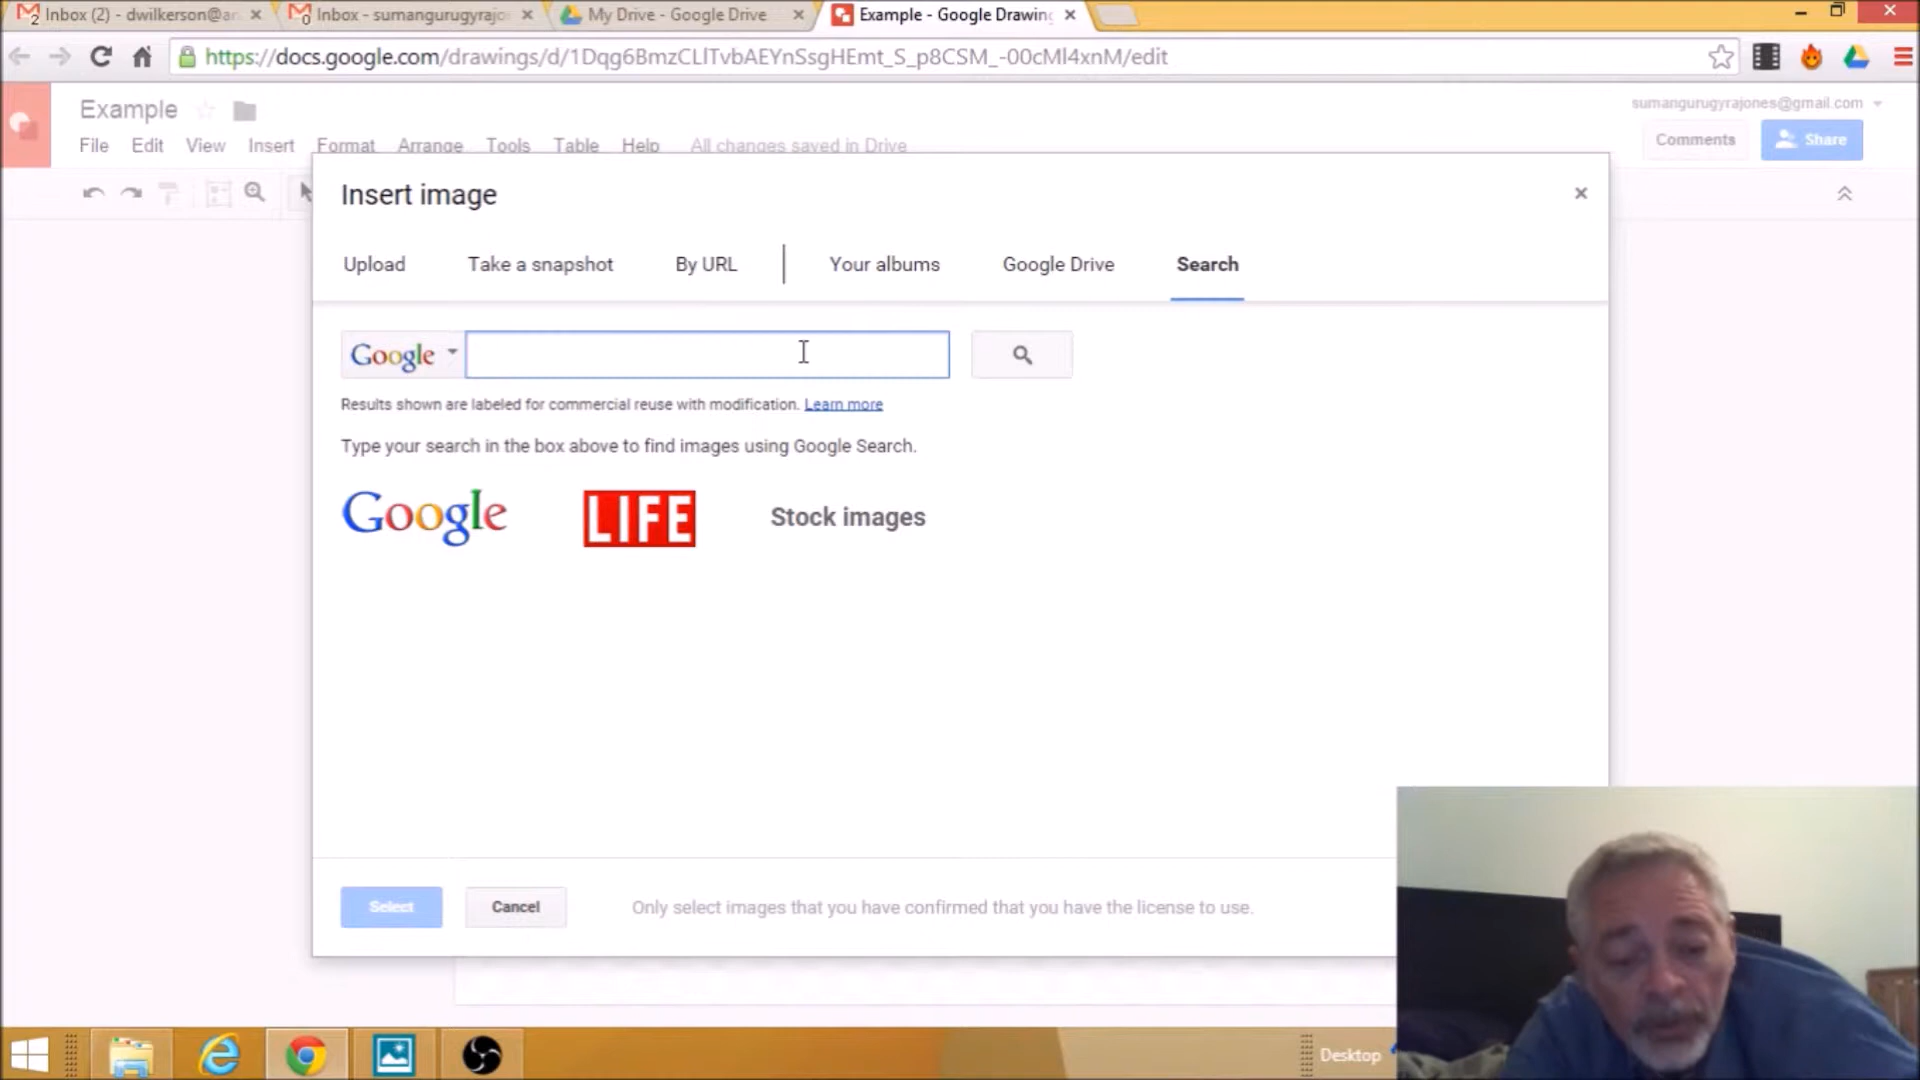 Inbox (2) - dwilkerson@ar
Inbox - sumangurugyrajo
My Drive - Google Drive
Example - Google Drawing
https://docs.google.com/drawings/d/1Dqg6BmzCLlTvbAEYnSsgHEmt_S_p8CSM_-00cMl4xnM/edit
Example
sumangurugyrajones@gmail.com
File Edit View Insert Format Arrange Tools Table Help All changes saved in Drive
Comments
Share
Insert image
Upload
Take a snapshot
By URL
Your albums
Google Drive
Search
Google
Results shown are labeled for commercial reuse with modification. Learn more
Type your search in the box above to find images using Google Search.
Google
LIFE
Stock images
Select
Cancel
Only select images that you have confirmed that you have the license to use.
Desktop